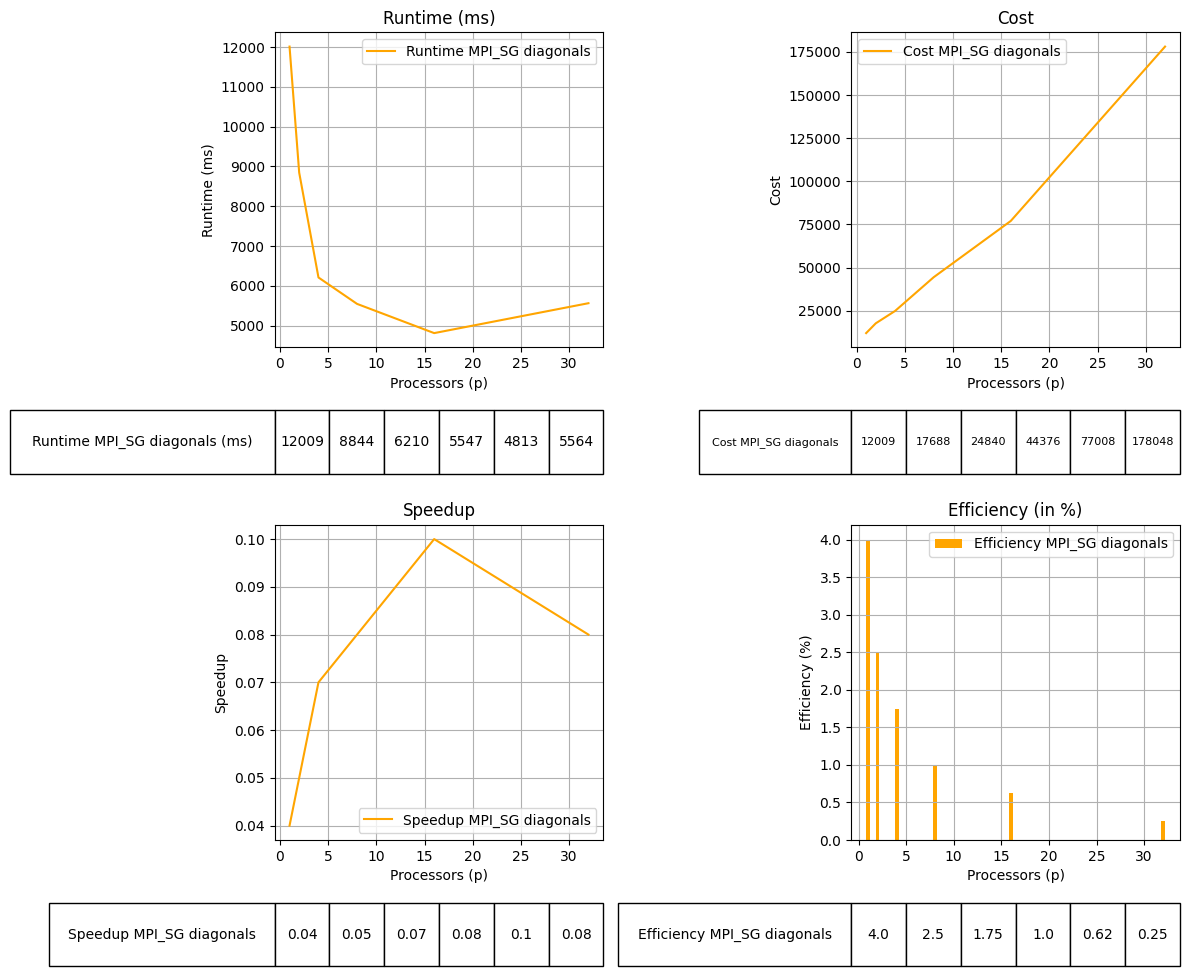 Runtime (ms)
Runtime MPI_SG diagonals
12000
11000
10000
9000
8000
7000
6000
5000
Runtime (ms)
0 5 10 15 20 25 30
Processors (p)
Runtime MPI_SG diagonals (ms) 12009 8844 6210 5547 4813 5564
Cost
Cost MPI_SG diagonals
175000
150000
125000
100000
75000
50000
25000
Cost
0 5 10 15 20 25 30
Processors (p)
Cost MPI_SG diagonals 12009 17688 24840 44376 77008 178048
Speedup
0.10
0.09
0.08
0.07
0.06
0.05
0.04
Speedup
Speedup MPI_SG diagonals
0 5 10 15 20 25 30
Processors (p)
Speedup MPI_SG diagonals 0.04 0.05 0.07 0.08 0.1 0.08
Efficiency (in %)
Efficiency MPI_SG diagonals
4.0
3.5
3.0
2.5
2.0
1.5
1.0
0.5
0.0
Efficiency (%)
0 5 10 15 20 25 30
Processors (p)
Efficiency MPI_SG diagonals 4.0 2.5 1.75 1.0 0.62 0.25